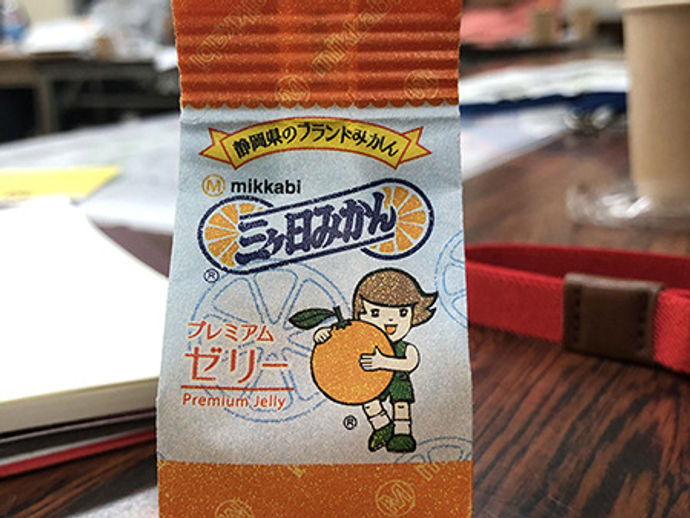 mikkabi
静岡県のブランドみかん
M mikkabi
三ヶ日みかん
®
プレミアム
ゼリー
Premium Jelly
®
M